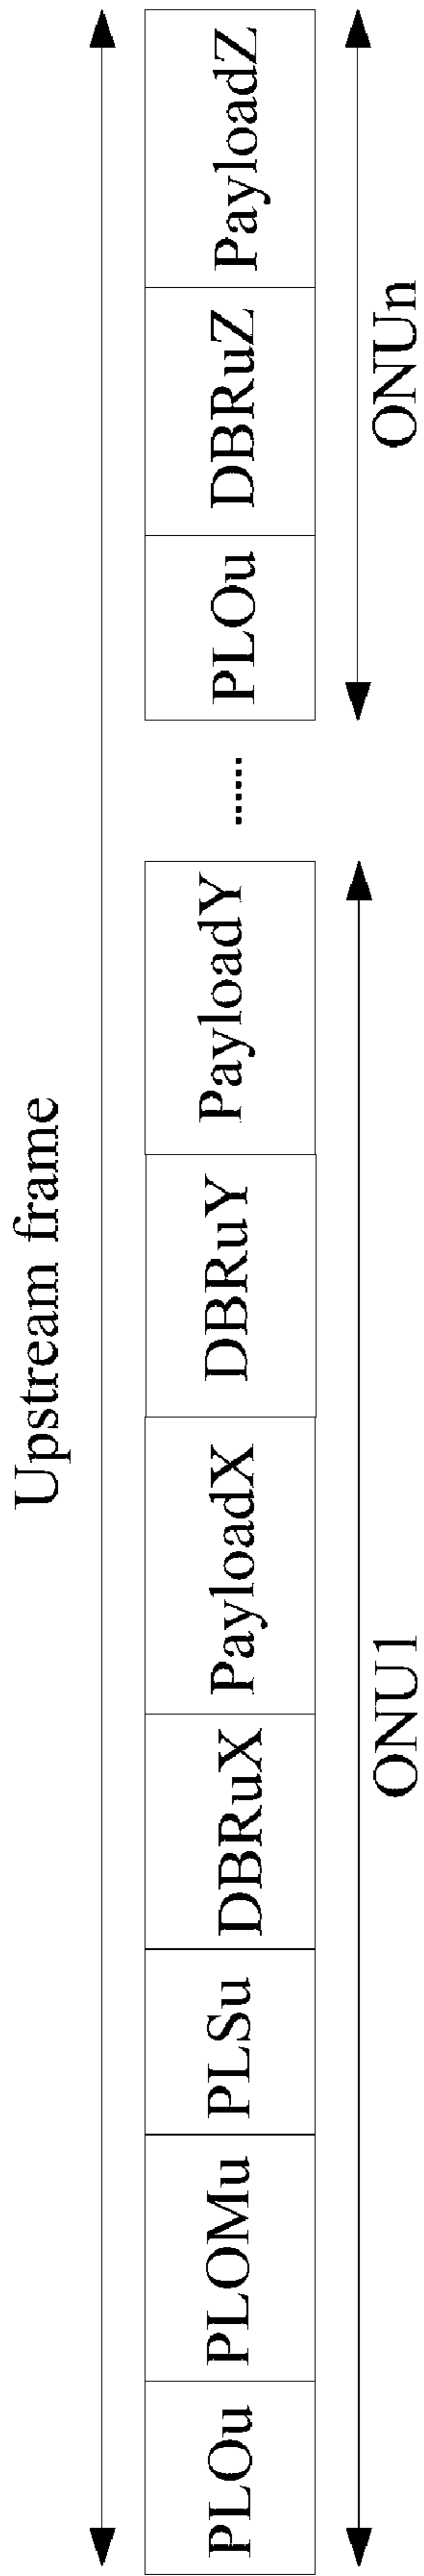 Upstream frame
PLOu
PLOMu
PLSu
DBRuX
PayloadX
DBRuY
PayloadY
......
PLOu
DBRuZ
PayloadZ
ONU1
ONUn